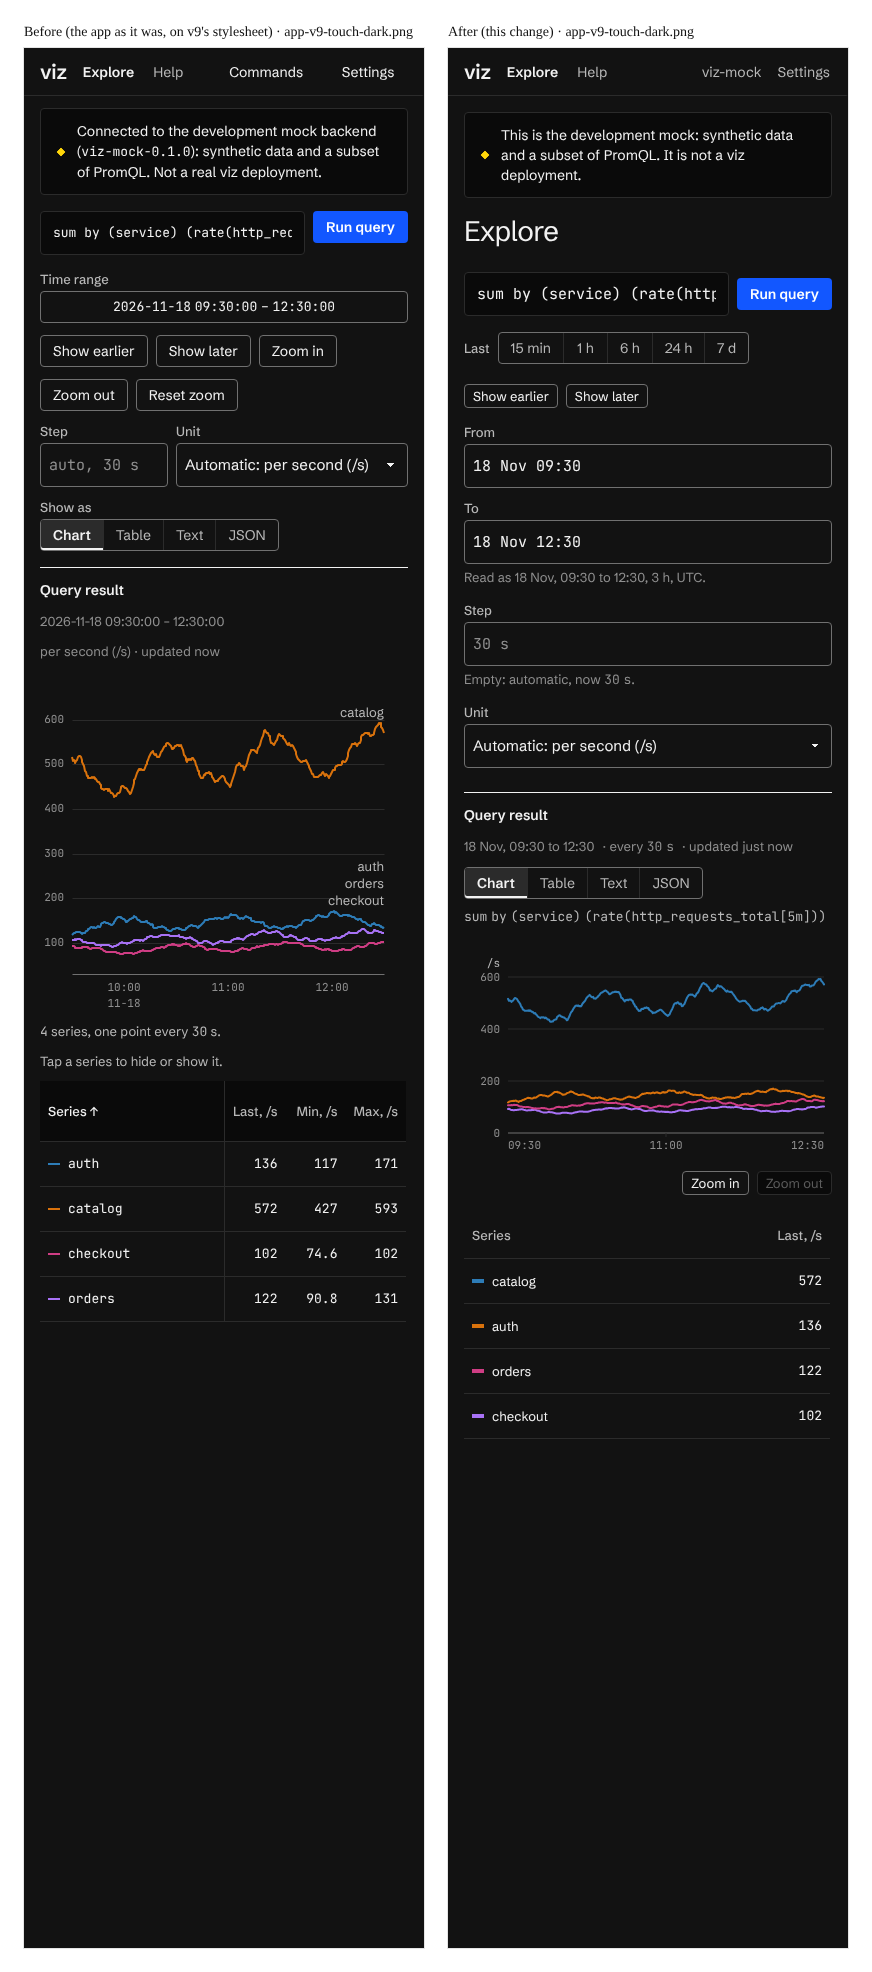 Before (the app as it was, on v9's stylesheet) · app-v9-touch-dark.png
viz Explore Help Commands Settings
Connected to the development mock backend
(viz-mock-0.1.0): synthetic data and a subset
of PromQL. Not a real viz deployment.
sum by (service) (rate(http_rec
Run query
Time range
2026-11-18 09:30:00 – 12:30:00
Show earlier Show later Zoom in
Zoom out Reset zoom
Step Unit
auto, 30 s Automatic: per second (/s)
Show as
Chart Table Text JSON
Query result
2026-11-18 09:30:00 – 12:30:00
per second (/s) · updated now
catalog
600
500
400
300
auth
orders
200
checkout
100
10:00 11:00 12:00
11-18
4 series, one point every 30 s.
Tap a series to hide or show it.
Series ↑ Last, /s Min, /s Max, /s
auth 136 117 171
catalog 572 427 593
checkout 102 74.6 102
orders 122 90.8 131
After (this change) · app-v9-touch-dark.png
viz Explore Help viz-mock Settings
This is the development mock: synthetic data
and a subset of PromQL. It is not a viz
deployment.
Explore
sum by (service) (rate(http
Run query
Last 15 min 1 h 6 h 24 h 7 d
Show earlier Show later
From
18 Nov 09:30
To
18 Nov 12:30
Read as 18 Nov, 09:30 to 12:30, 3 h, UTC.
Step
30 s
Empty: automatic, now 30 s.
Unit
Automatic: per second (/s)
Query result
18 Nov, 09:30 to 12:30 · every 30 s · updated just now
Chart Table Text JSON
sum by (service) (rate(http_requests_total[5m]))
/s
600
400
200
0
09:30 11:00 12:30
Zoom in Zoom out
Series Last, /s
catalog 572
auth 136
orders 122
checkout 102